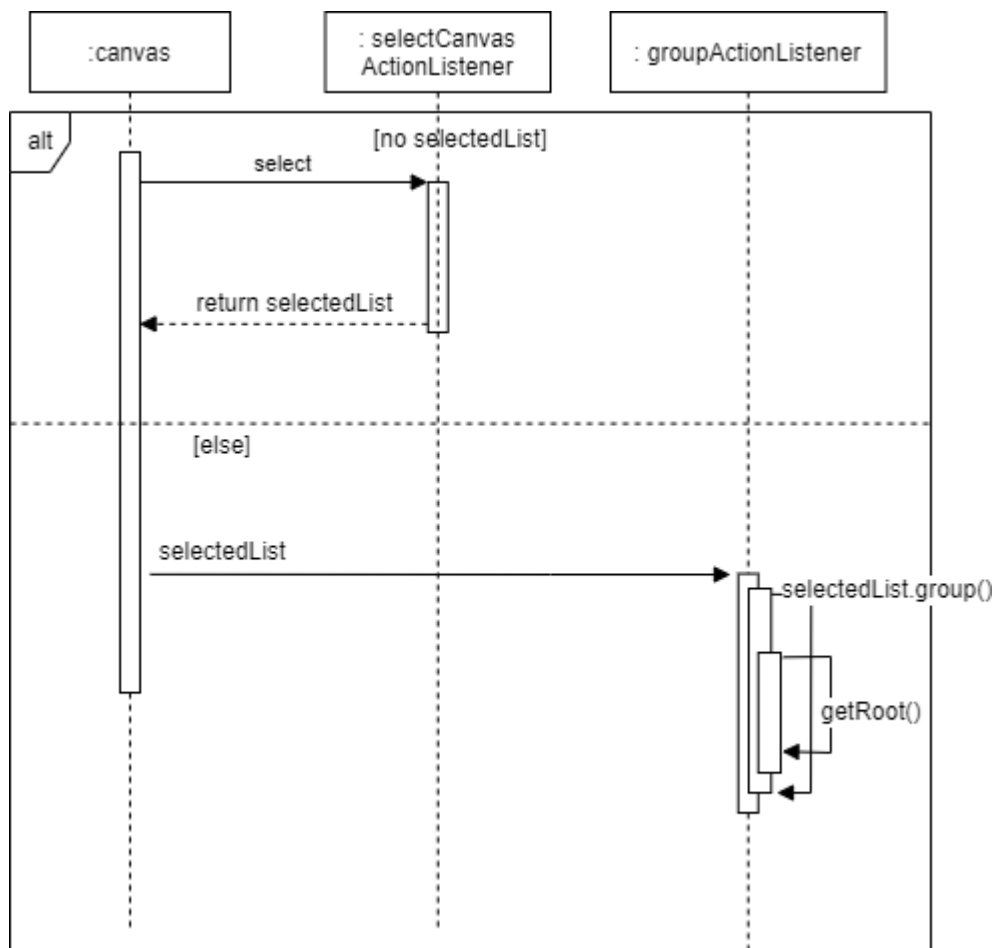 :canvas
: selectCanvas
ActionListener
: groupActionListener
alt
[no selectedList]
select
return selectedList
[else]
selectedList
selectedList.group()
getRoot()